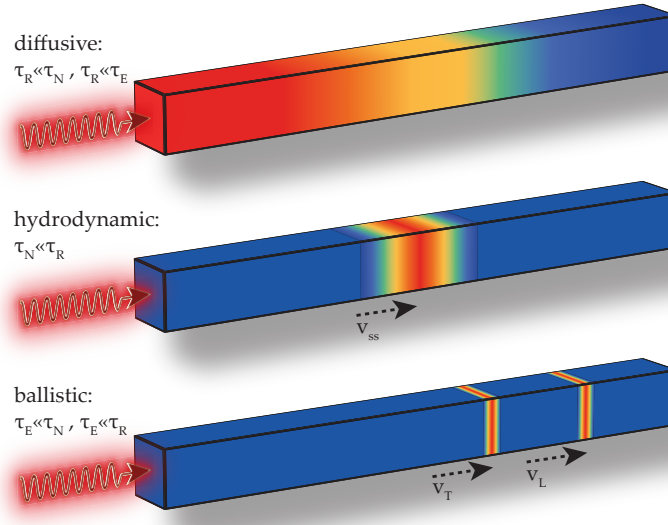 diffusive:
τR«τN , τR«τE
hydrodynamic:
τN«τR
vss
ballistic:
τE«τN , τE«τR
vT
vL